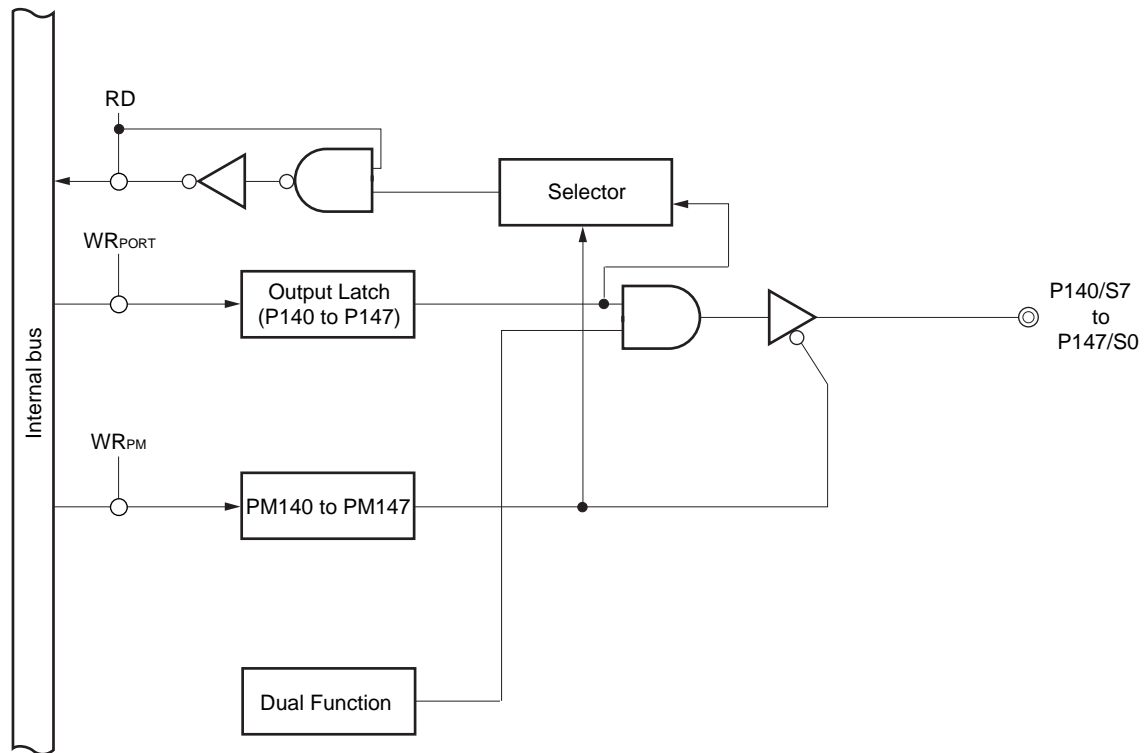 RD
Selector
WRPORT
Output Latch
(P140 to P147)
P140/S7
to
P147/S0
Internal bus
WRPM
PM140 to PM147
Dual Function